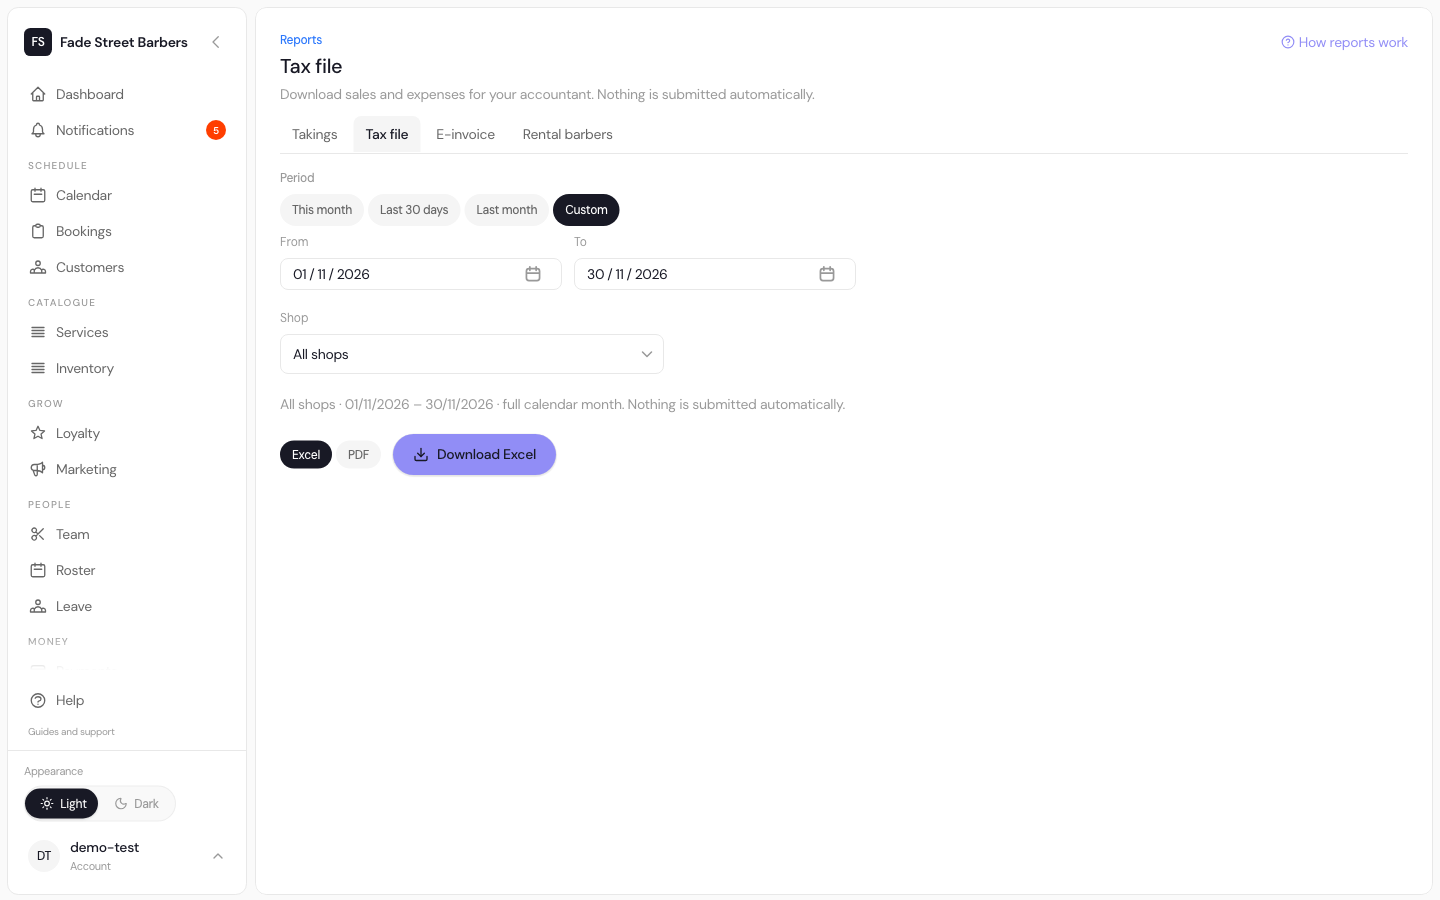 FS Fade Street Barbers
Dashboard
Notifications 5
SCHEDULE
Calendar
Bookings
Customers
CATALOGUE
Services
Inventory
GROW
Loyalty
Marketing
PEOPLE
Team
Roster
Leave
MONEY
Help
Guides and support
Appearance
Light Dark
DT demo-test
Account
Reports
How reports work
Tax file
Download sales and expenses for your accountant. Nothing is submitted automatically.
Takings Tax file E-invoice Rental barbers
Period
This month Last 30 days Last month Custom
From To
01 / 11 / 2026 30 / 11 / 2026
Shop
All shops
All shops · 01/11/2026 – 30/11/2026 · full calendar month. Nothing is submitted automatically.
Excel PDF Download Excel